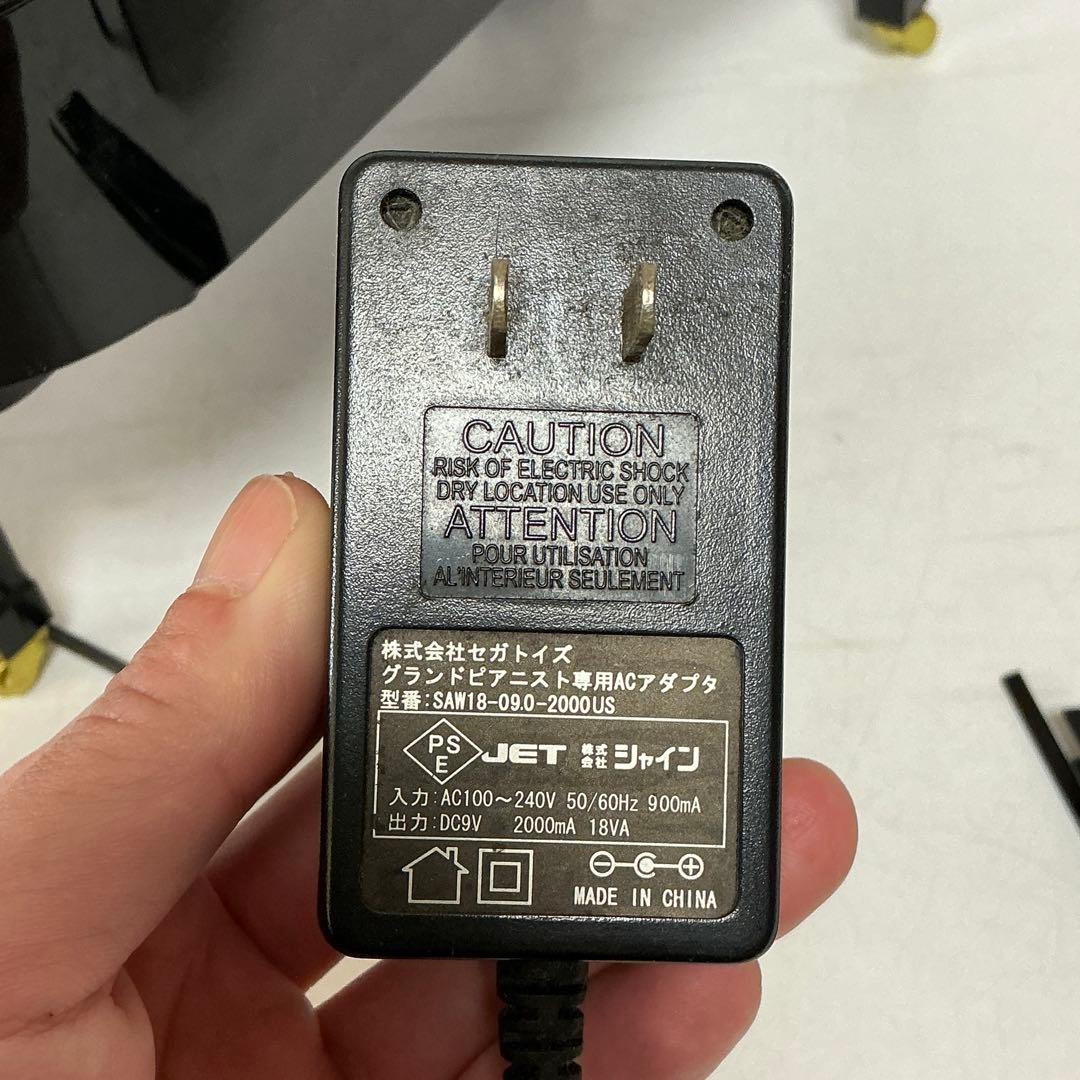 CAUTION
RISK OF ELECTRIC SHOCK
DRY LOCATION USE ONLY
ATTENTION
POUR UTILISATION
AL'INTERIEUR SEULEMENT
株式会社セガトイズ
グランドピアニスト専用ACアダプタ
型番:SAW18-09.0-2000US
PS E JET 株式会社 シャイン
入力:AC100～240V 50/60Hz 900mA
出力:DC9V 2000mA 18VA
MADE IN CHINA